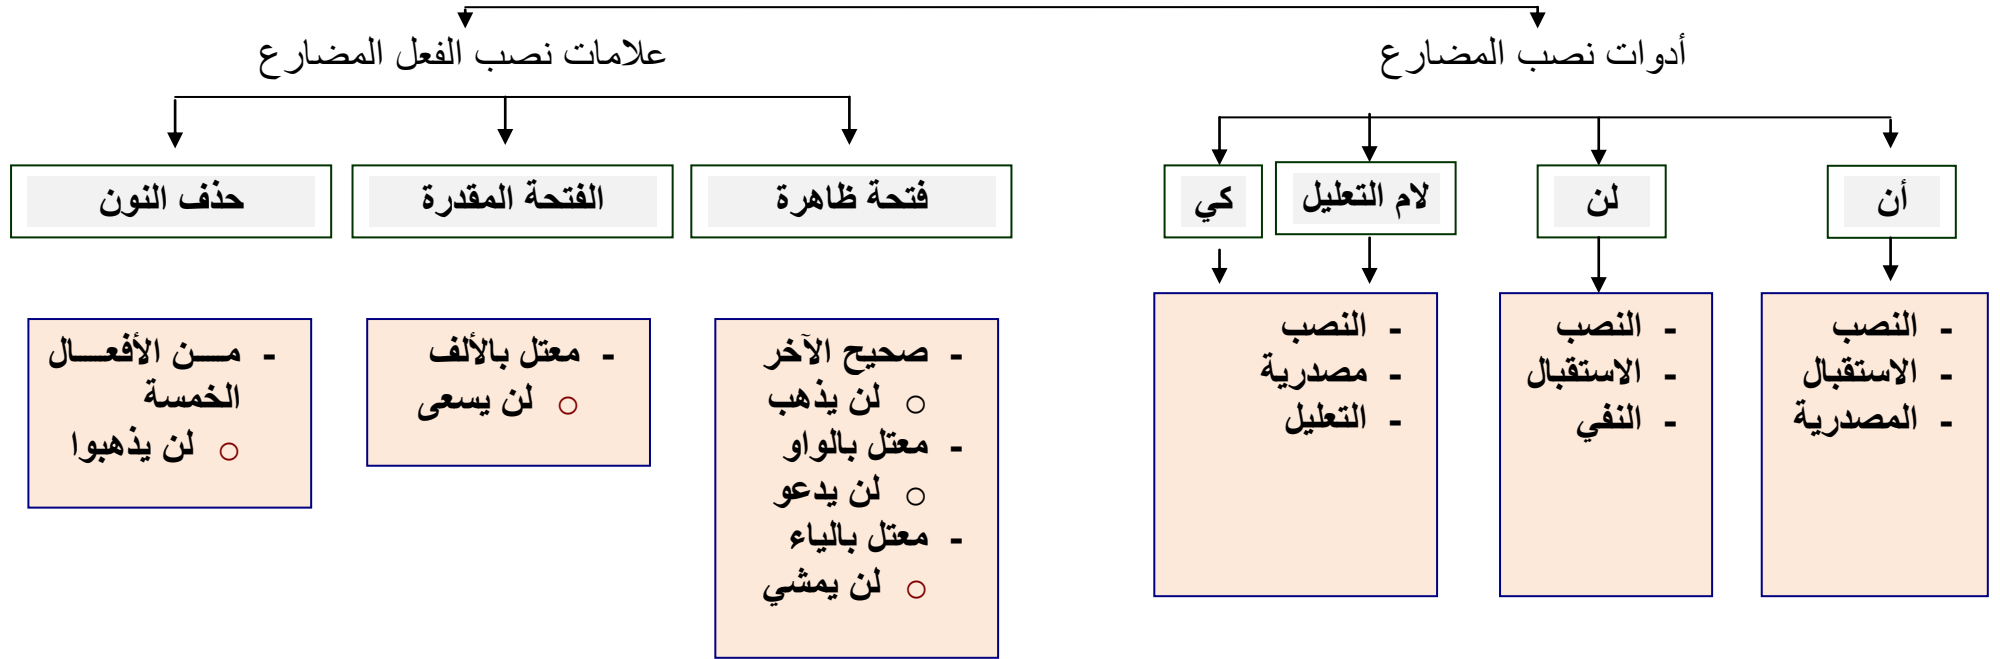 أدوات نصب المضارع
علامات نصب الفعل المضارع
أن
لن
لام التعليل
كي
فتحة ظاهرة
الفتحة المقدرة
حذف النون
- النصب
- الاستقبال
- المصدرية
- النصب
- الاستقبال
- النفي
- النصب
- مصدرية
- التعليل
- صحيح الآخر
○ لن يذهب
- معتل بالواو
○ لن يدعو
- معتل بالياء
○ لن يمشي
- معتل بالألف
○ لن يسعى
- مـــن الأفعـــال
الخمسة
○ لن يذهبوا